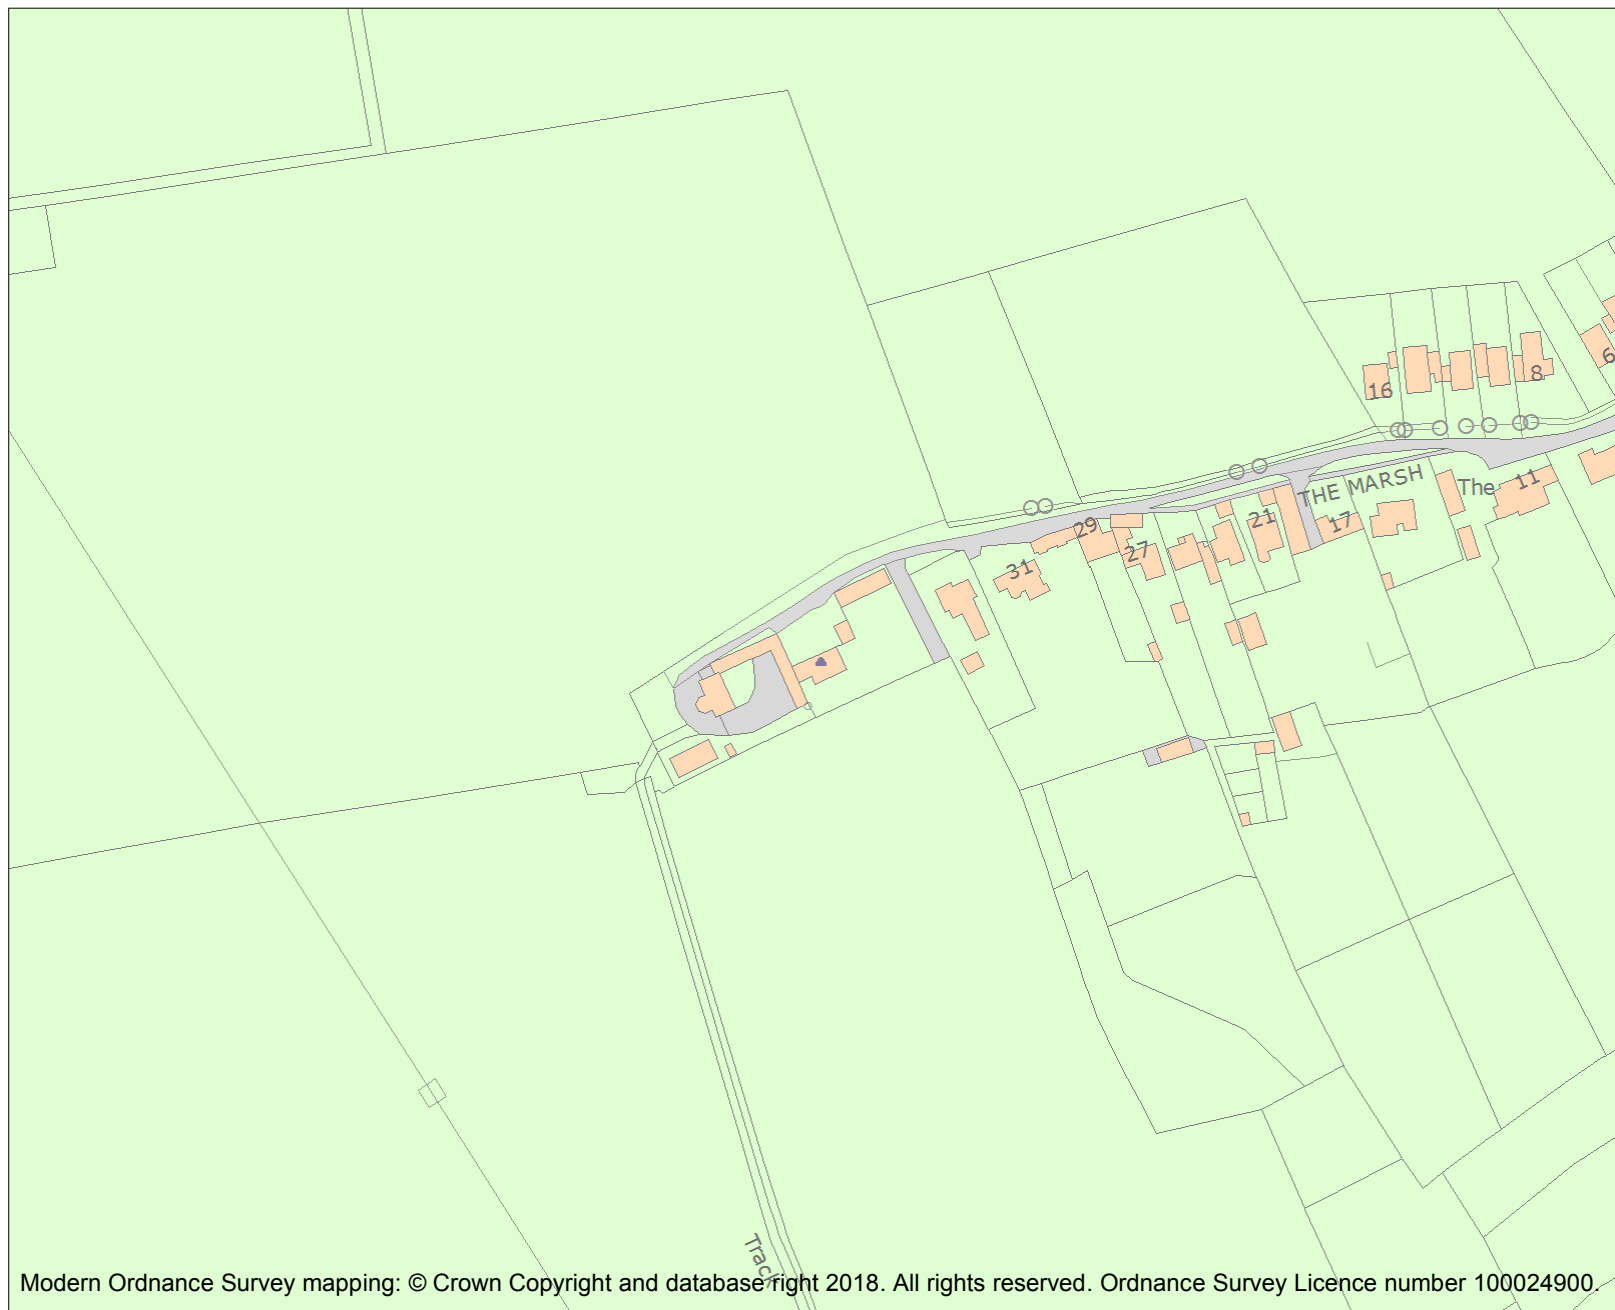 6
8
16
THE MARSH
The
11
17
21
29
27
31
Track
Modern Ordnance Survey mapping: © Crown Copyright and database right 2018. All rights reserved. Ordnance Survey Licence number 100024900.